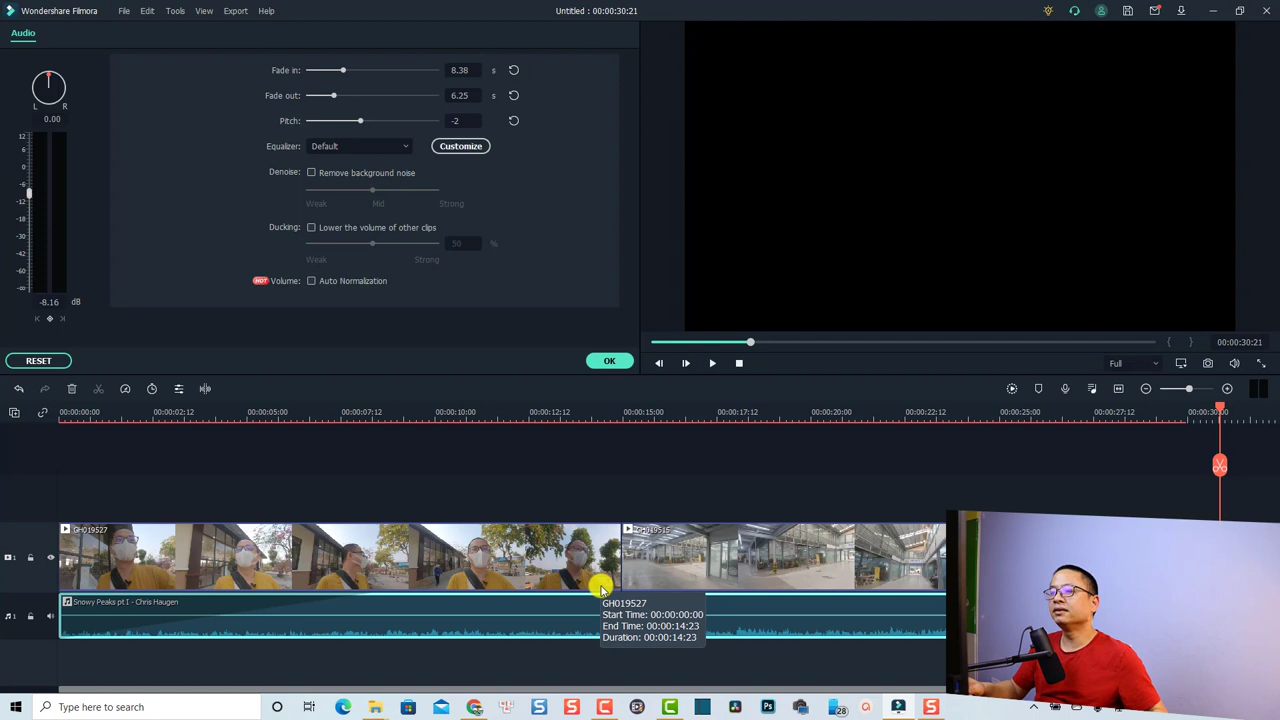 Wondershare Filmora
File Edit Tools View Export Help
Untitled : 00:00:30:21
Audio
L R
0.00
12
6
0
-6
-12
-18
-24
-30
-36
-42
-60
-∞
-8.16 dB
Fade in: 8.38 s
Fade out: 6.25 s
Pitch: -2
Equalizer: Default Customize
Denoise: Remove background noise
Weak Mid Strong
Ducking: Lower the volume of other clips
50 %
Weak Strong
HOT Volume: Auto Normalization
RESET OK
{ } 00:00:30:21
Full
00:00:00:00 00:00:02:12 00:00:05:00 00:00:07:12 00:00:10:00 00:00:12:12 00:00:15:00 00:00:17:12 00:00:20:00 00:00:22:12 00:00:25:00 00:00:27:12 00:00:30:00
GH019527
1
Snowy Peaks pt I - Chris Haugen
1
GH019527
Start Time: 00:00:00:00
End Time: 00:00:14:23
Duration: 00:00:14:23
Type here to search
28